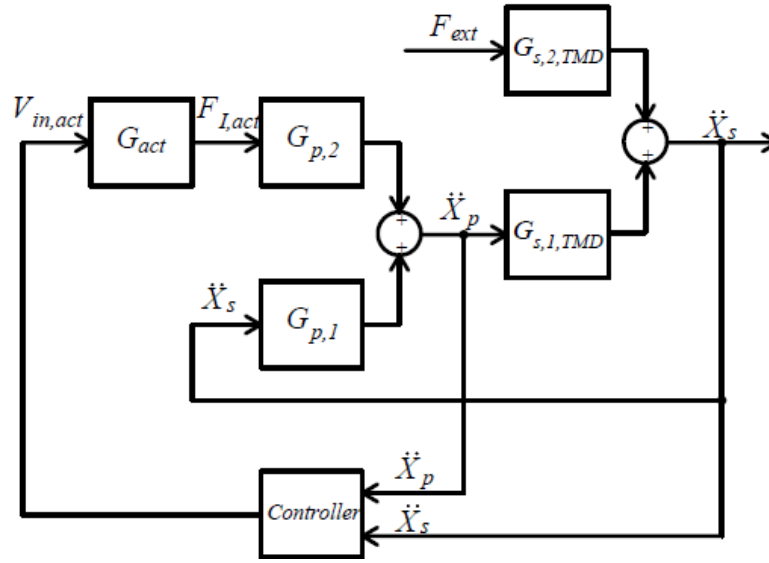 F_ext
G_s,2,TMD
V_in,act
F_I,act
G_act
G_p,2
+
+
Ẍ_s
+
+
Ẍ_p
G_s,1,TMD
Ẍ_s
G_p,1
Ẍ_p
Controller
Ẍ_s